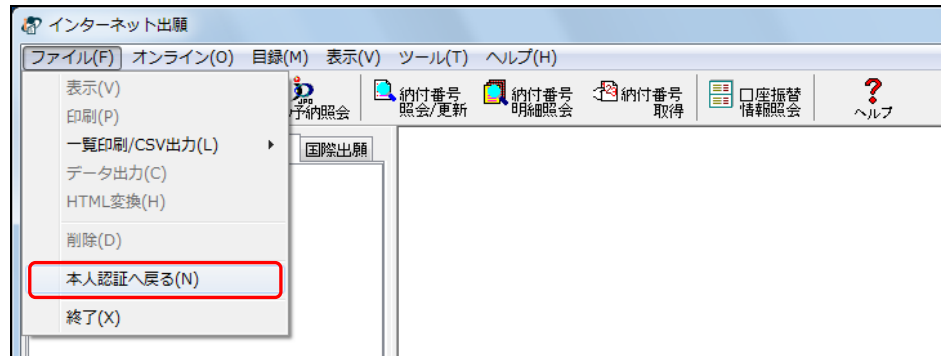 インターネット出願
ファイル(F) オンライン(O) 目録(M) 表示(V) ツール(T) ヘルプ(H)
表示(V)
印刷(P)
一覧印刷/CSV出力(L)
データ出力(C)
HTML変換(H)
削除(D)
本人認証へ戻る(N)
終了(X)
JPO
予納照会
納付番号
照会/更新
納付番号
明細照会
納付番号
取得
口座振替
情報照会
ヘルプ
国際出願